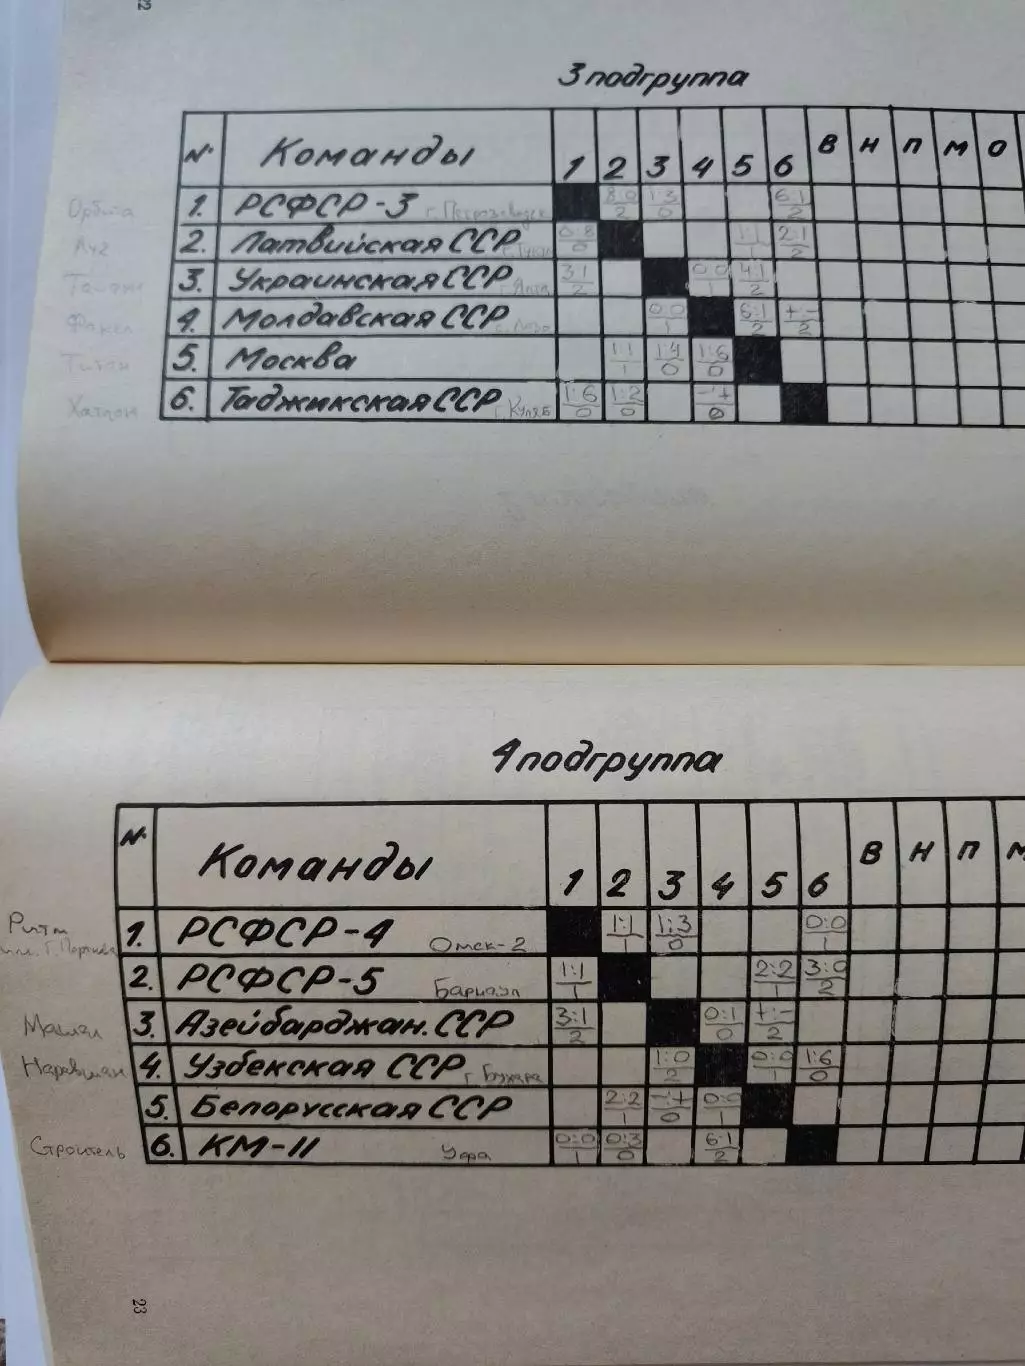 22
3 подгруппа
№ Команды 1 2 3 4 5 6 В Н П М О
Орбита 1. РСФСР-3 г. Петрозаводск 8:0 2 1:3 0 6:1 2
2. Латвийская ССР 0:8 0 1:1 1 2:1 2
3. Украинская ССР г. Ялта 3:1 2 0:0 1 4:1 2
Факел 4. Молдавская ССР 0:0 1 6:1 2 +:- 2
Титан 5. Москва 1:1 1 1:4 0 1:6 0
Хатлон 6. Таджикская ССР г. Куляб 1:6 0 1:2 0 -:+ 0
4 подгруппа
№ Команды 1 2 3 4 5 6 В Н П М
Ритм 1. РСФСР-4 Омск-2 1:1 1 1:3 0 0:0 1
им. Г.
2. РСФСР-5 Барнаул 1:1 1 2:2 1 3:0 2
3. Азейбарджан. ССР 3:1 2 0:1 0 +:- 2
4. Узбекская ССР г. Бухара 1:0 2 0:0 1 1:6 0
5. Белорусская ССР 2:2 1 -:+ 0 0:0 1
Строитель 6. КМ-11 Уфа 0:0 1 0:3 0 6:1 2
23